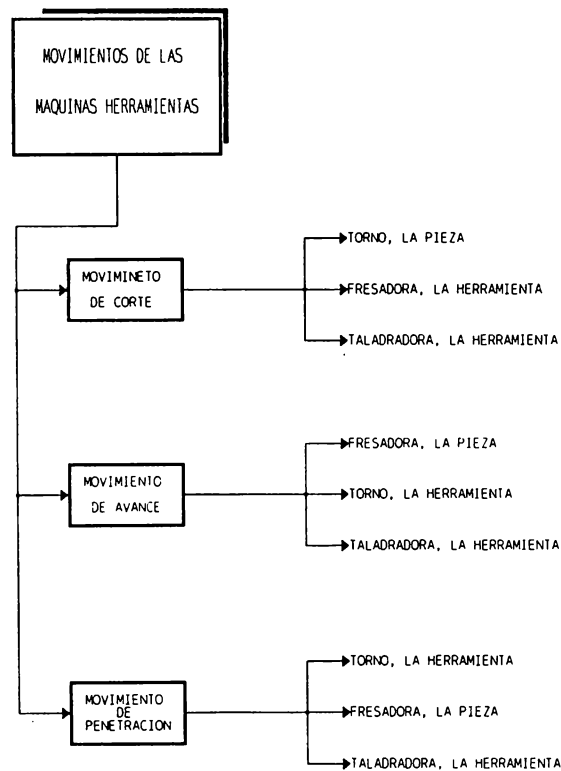 MOVIMIENTOS DE LAS
MAQUINAS HERRAMIENTAS
MOVIMINETO
DE CORTE
TORNO, LA PIEZA
FRESADORA, LA HERRAMIENTA
TALADRADORA, LA HERRAMIENTA
MOVIMIENTO
DE AVANCE
FRESADORA, LA PIEZA
TORNO, LA HERRAMIENTA
TALADRADORA, LA HERRAMIENTA
MOVIMIENTO
DE
PENETRACION
TORNO, LA HERRAMIENTA
FRESADORA, LA PIEZA
TALADRADORA, LA HERRAMIENTA